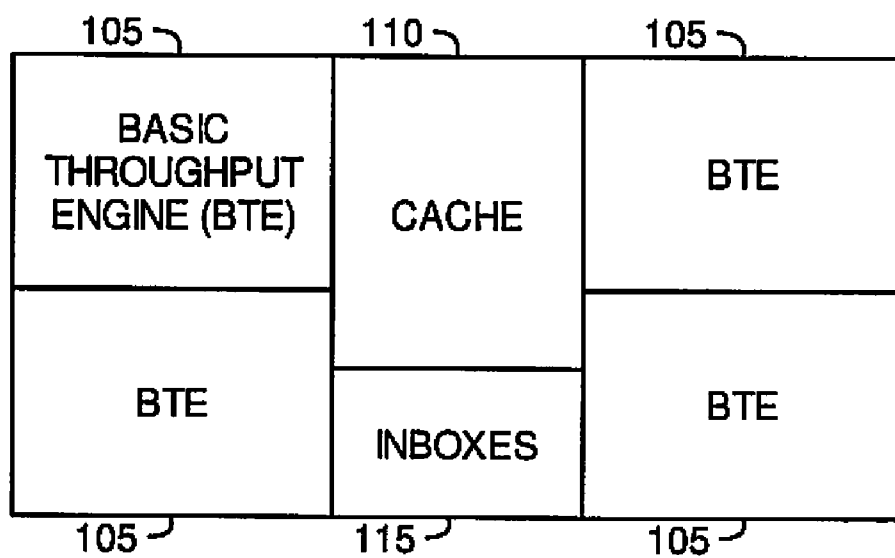 105
110
105
BASIC
THROUGHPUT
ENGINE (BTE)
CACHE
BTE
BTE
INBOXES
BTE
105
115
105